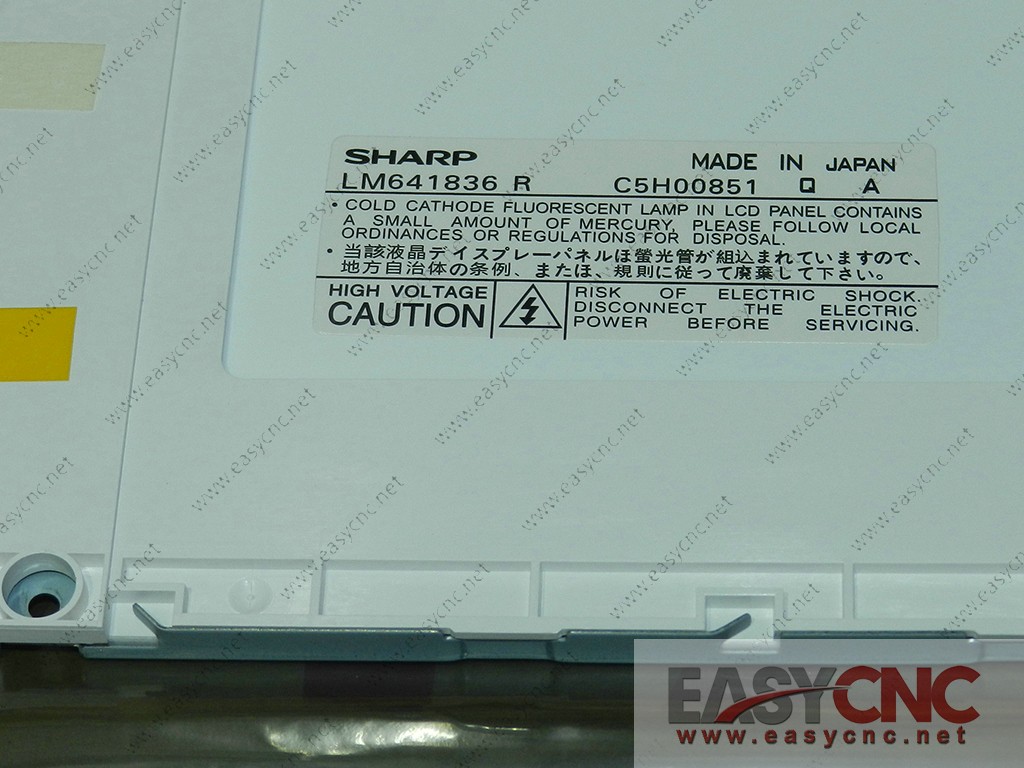 SHARP MADE IN JAPAN
LM641836 R C5H00851 Q A
• COLD CATHODE FLUORESCENT LAMP IN LCD PANEL CONTAINS
A SMALL AMOUNT OF MERCURY, PLEASE FOLLOW LOCAL
ORDINANCES OR REGULATIONS FOR DISPOSAL.
• 当該液晶ディスプレーパネルは螢光管が組込まれていますので、
地方自治体の条例、または、規則に従って廃棄して下さい。
HIGH VOLTAGE
CAUTION
RISK OF ELECTRIC SHOCK.
DISCONNECT THE ELECTRIC
POWER BEFORE SERVICING.
EASYCNC
www.easycnc.net